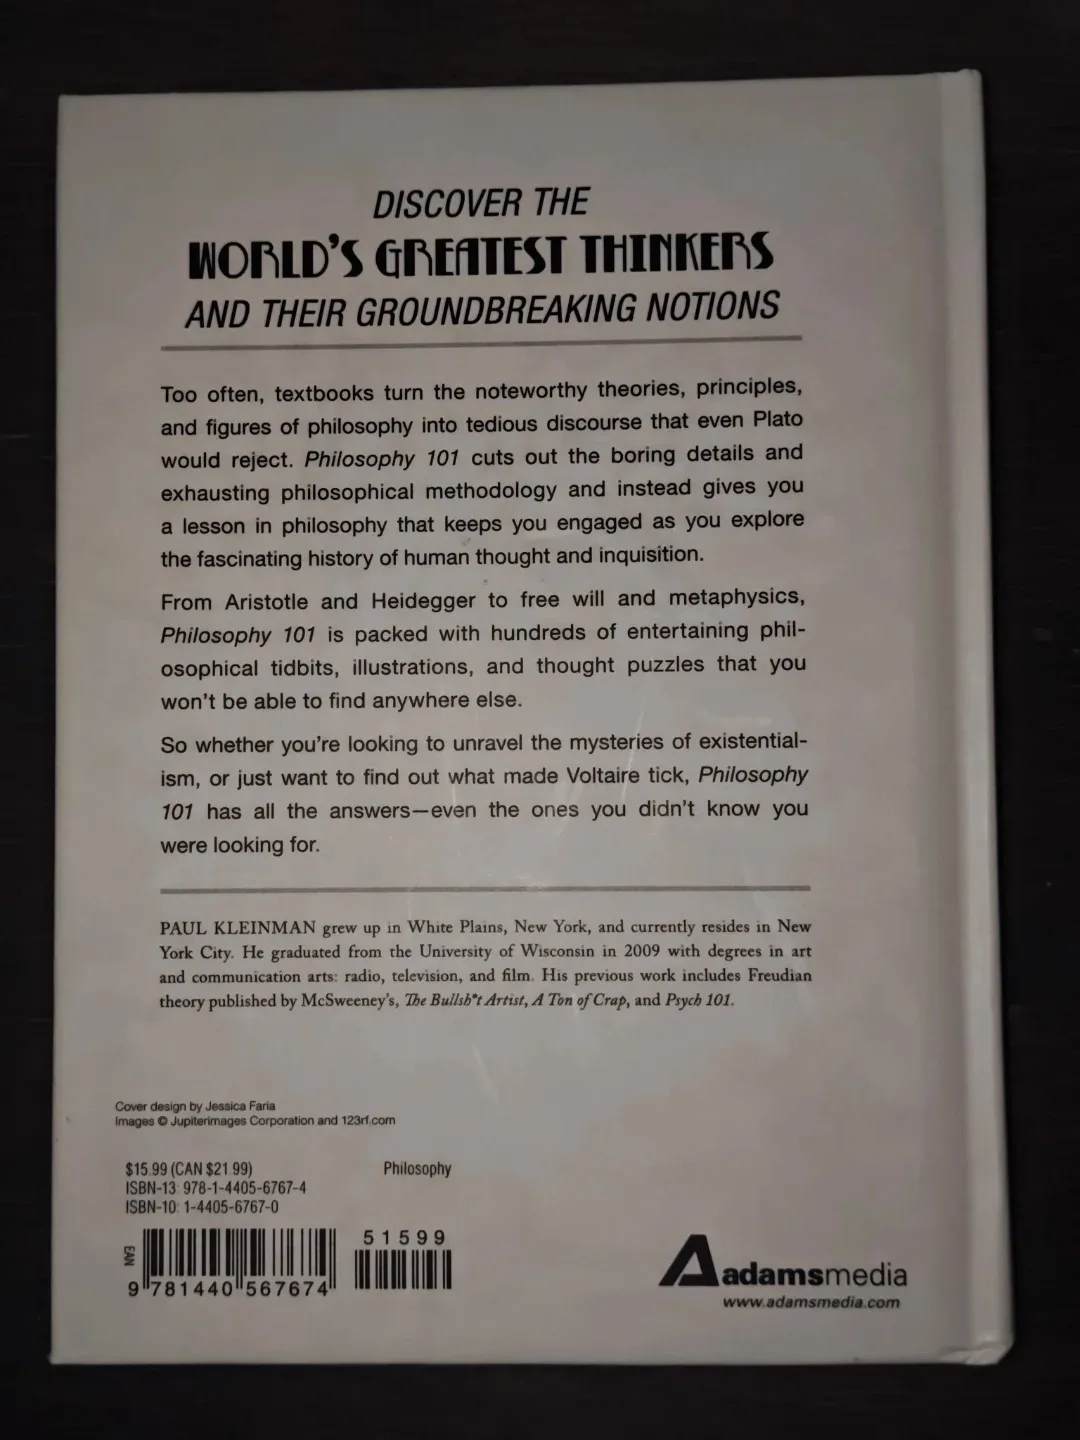 DISCOVER THE
WORLD'S GREATEST THINKERS
AND THEIR GROUNDBREAKING NOTIONS
Too often, textbooks turn the noteworthy theories, principles,
and figures of philosophy into tedious discourse that even Plato
would reject. Philosophy 101 cuts out the boring details and
exhausting philosophical methodology and instead gives you
a lesson in philosophy that keeps you engaged as you explore
the fascinating history of human thought and inquisition.
From Aristotle and Heidegger to free will and metaphysics,
Philosophy 101 is packed with hundreds of entertaining phil-
osophical tidbits, illustrations, and thought puzzles that you
won't be able to find anywhere else.
So whether you're looking to unravel the mysteries of existential-
ism, or just want to find out what made Voltaire tick, Philosophy
101 has all the answers—even the ones you didn't know you
were looking for.
PAUL KLEINMAN grew up in White Plains, New York, and currently resides in New
York City. He graduated from the University of Wisconsin in 2009 with degrees in art
and communication arts: radio, television, and film. His previous work includes Freudian
theory published by McSweeney's, The Bullsh*t Artist, A Ton of Crap, and Psych 101.
Cover design by Jessica Faria
Images © Jupiterimages Corporation and 123rf.com
$15.99 (CAN $21.99) Philosophy
ISBN-13: 978-1-4405-6767-4
ISBN-10: 1-4405-6767-0
51599
EAN
9 781440 567674
adamsmedia
www.adamsmedia.com